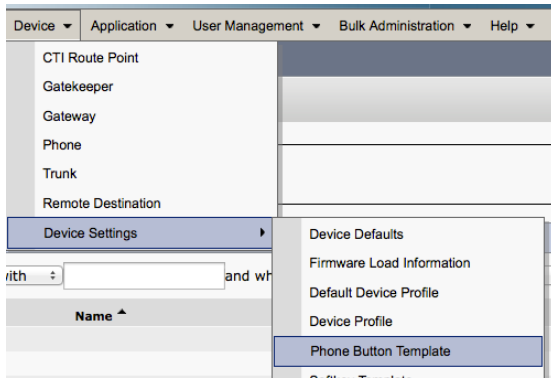 Device Application User Management Bulk Administration Help
CTI Route Point
Gatekeeper
Gateway
Phone
Trunk
Remote Destination
Device Settings
Device Defaults
Firmware Load Information
Default Device Profile
Device Profile
Phone Button Template
with and wh
Name